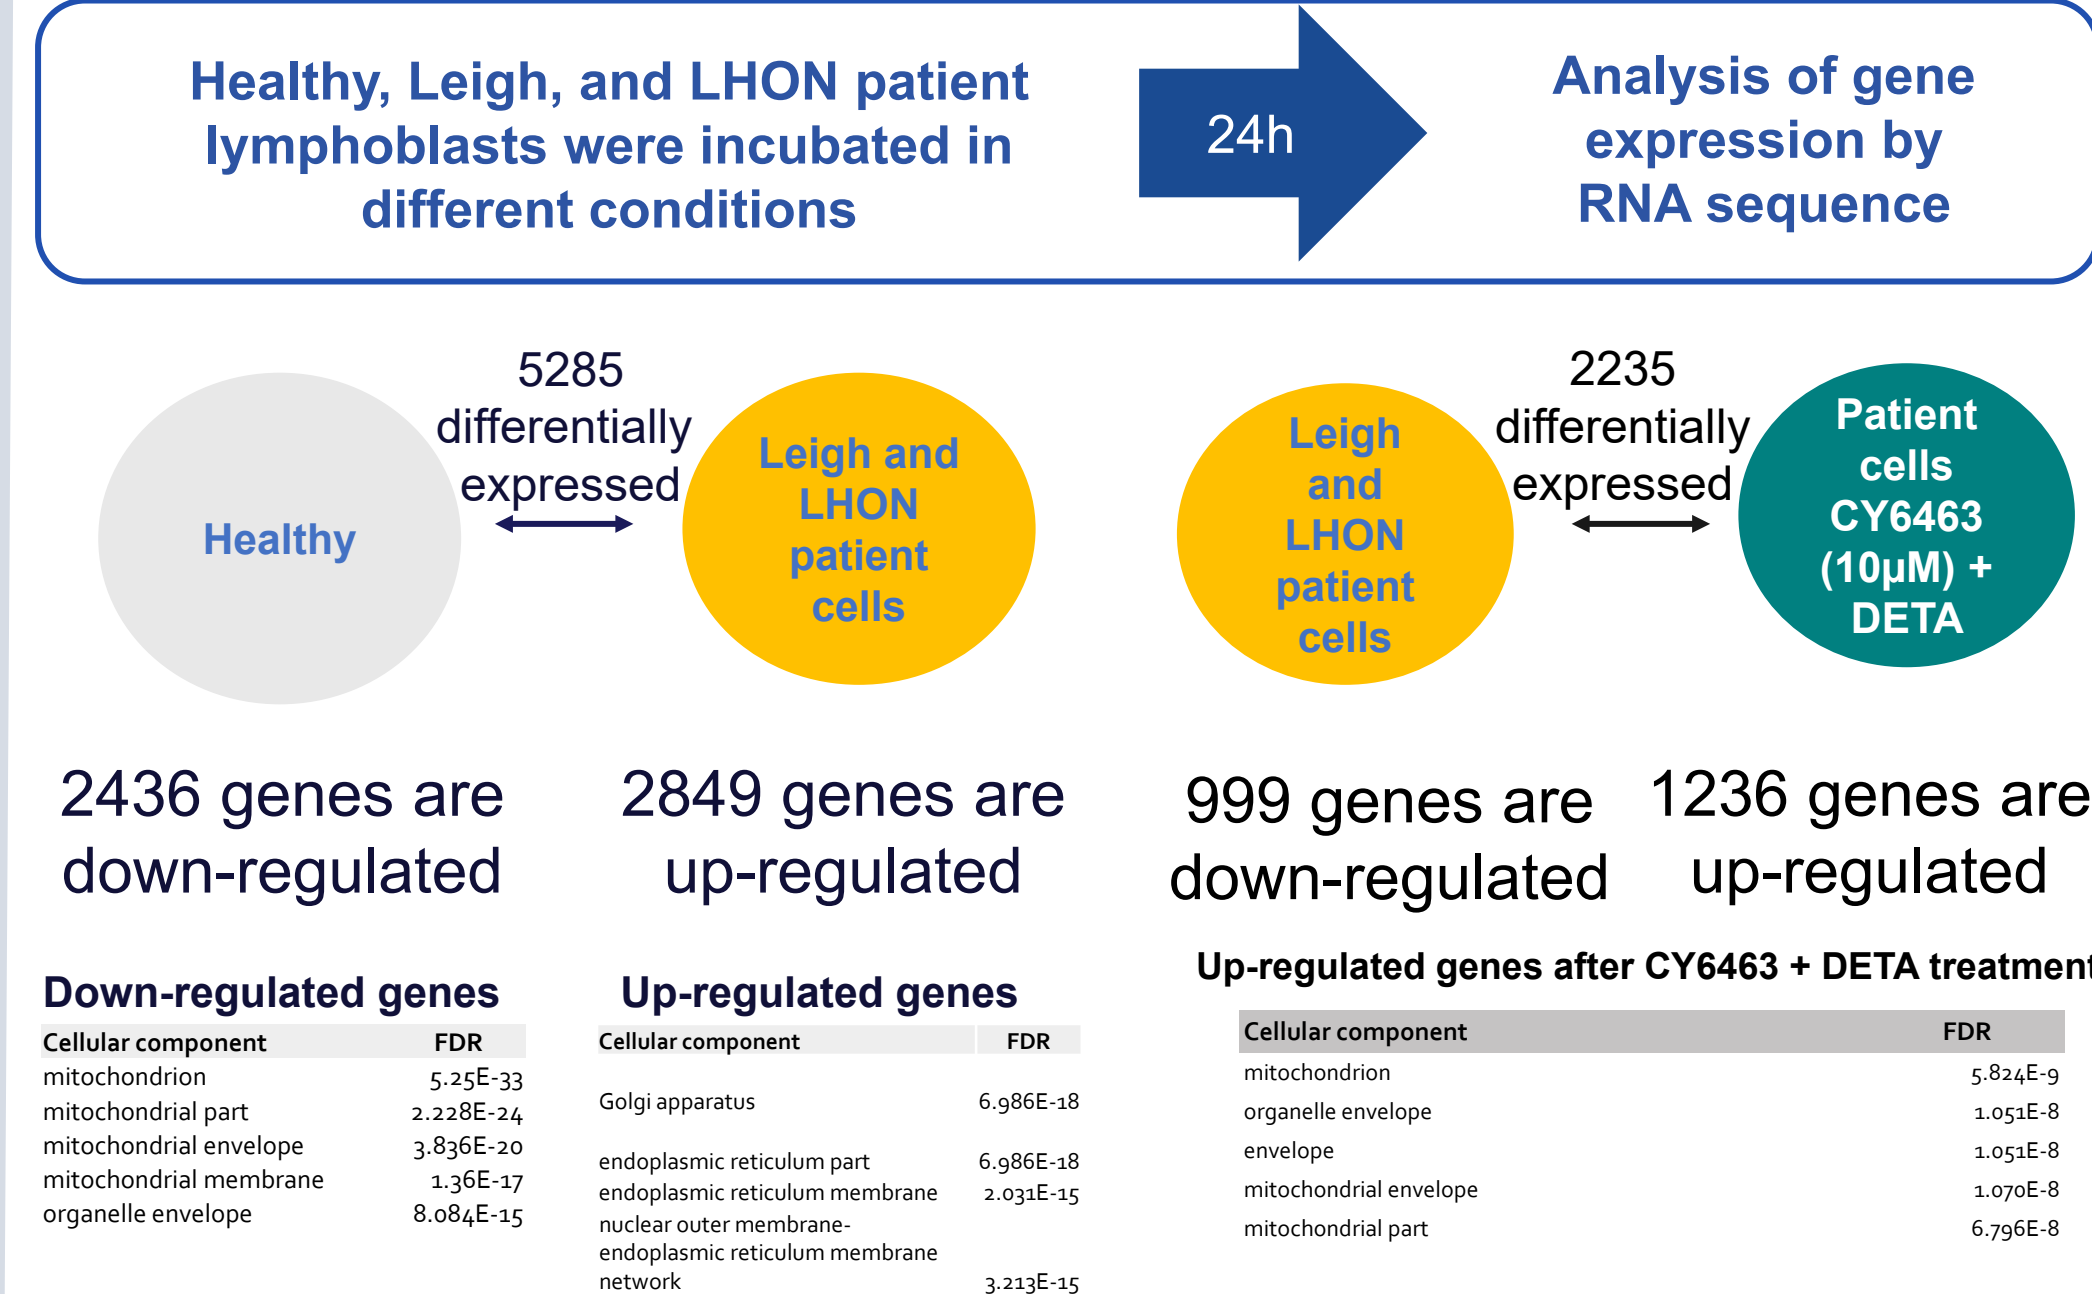 Healthy, Leigh, and LHON patient
lymphoblasts were incubated in
different conditions
24h
Analysis of gene
expression by
RNA sequence
Healthy
5285
differentially
expressed
Leigh and
LHON
patient
cells
Leigh
and
LHON
patient
cells
2235
differentially
expressed
Patient
cells
CY6463
(10µM) +
DETA
2436 genes are
down-regulated
2849 genes are
up-regulated
999 genes are
down-regulated
1236 genes are
up-regulated
Down-regulated genes
Cellular component FDR
mitochondrion 5.25E-33
mitochondrial part 2.228E-24
mitochondrial envelope 3.836E-20
mitochondrial membrane 1.36E-17
organelle envelope 8.084E-15
Up-regulated genes
Cellular component FDR
Golgi apparatus 6.986E-18
endoplasmic reticulum part 6.986E-18
endoplasmic reticulum membrane 2.031E-15
nuclear outer membrane-
endoplasmic reticulum membrane
network 3.213E-15
Up-regulated genes after CY6463 + DETA treatment
Cellular component FDR
mitochondrion 5.824E-9
organelle envelope 1.051E-8
envelope 1.051E-8
mitochondrial envelope 1.070E-8
mitochondrial part 6.796E-8